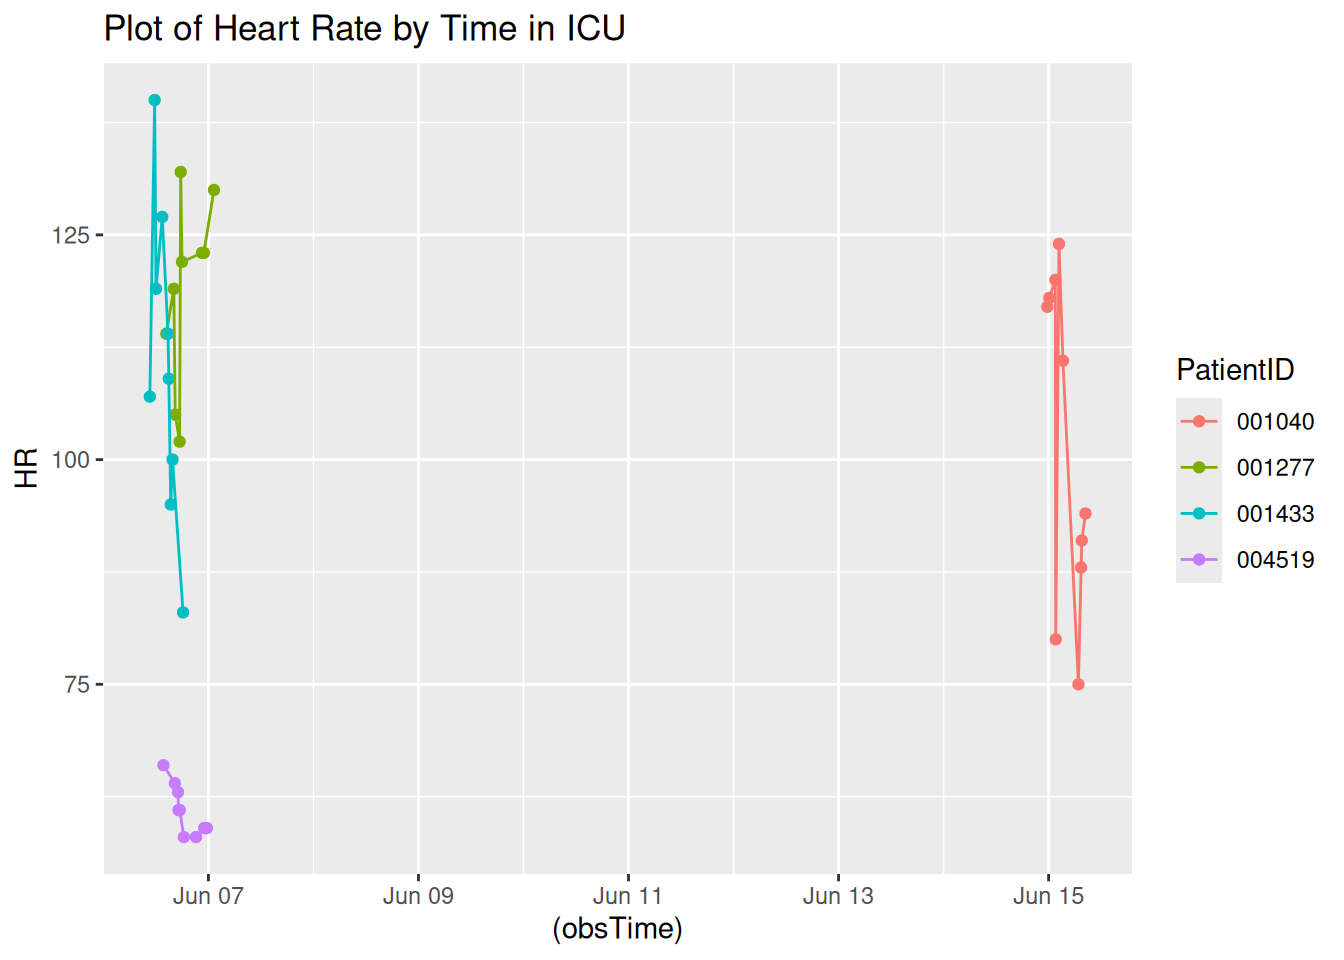 Plot of Heart Rate by Time in ICU
HR
125
100
75
Jun 07 Jun 09 Jun 11 Jun 13 Jun 15
(obsTime)
PatientID
001040
001277
001433
004519